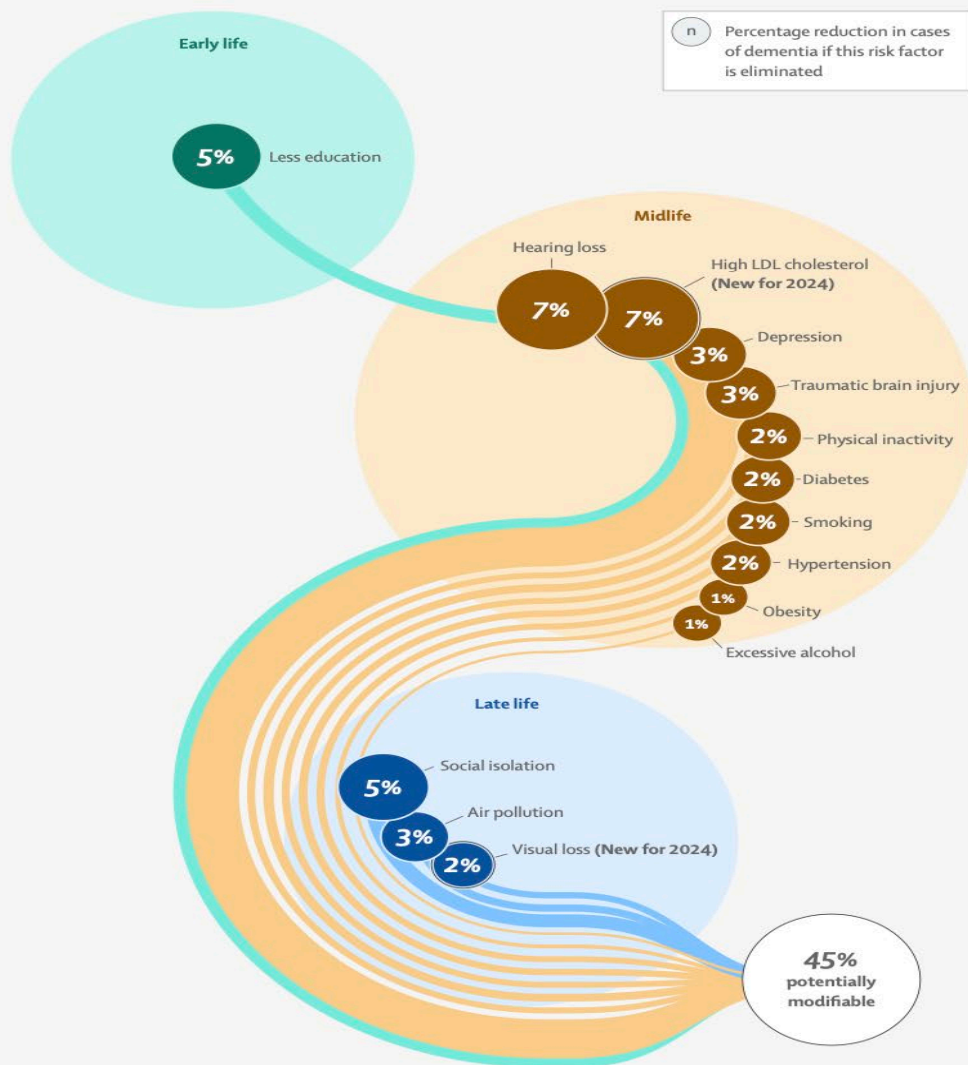 Early life
n
Percentage reduction in cases
of dementia if this risk factor
is eliminated
5%
Less education
Midlife
Hearing loss
7%
High LDL cholesterol
(New for 2024)
7%
Depression
3%
Traumatic brain injury
3%
Physical inactivity
2%
Diabetes
2%
Smoking
2%
Hypertension
2%
Obesity
1%
Excessive alcohol
1%
Late life
Social isolation
5%
Air pollution
3%
Visual loss (New for 2024)
2%
45%
potentially
modifiable